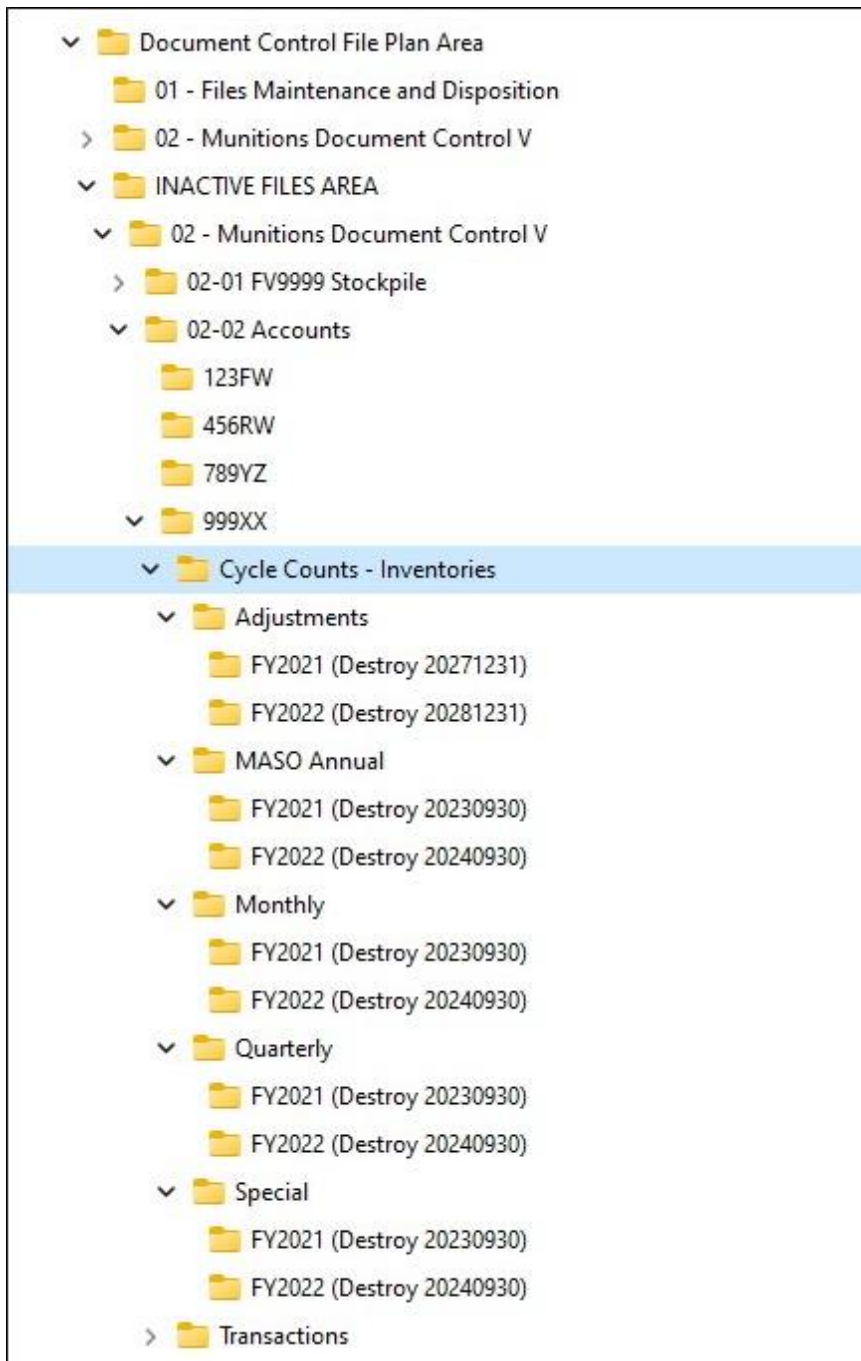 Document Control File Plan Area
01 - Files Maintenance and Disposition
02 - Munitions Document Control V
INACTIVE FILES AREA
02 - Munitions Document Control V
02-01 FV9999 Stockpile
02-02 Accounts
123FW
456RW
789YZ
999XX
Cycle Counts - Inventories
Adjustments
FY2021 (Destroy 20271231)
FY2022 (Destroy 20281231)
MASO Annual
FY2021 (Destroy 20230930)
FY2022 (Destroy 20240930)
Monthly
FY2021 (Destroy 20230930)
FY2022 (Destroy 20240930)
Quarterly
FY2021 (Destroy 20230930)
FY2022 (Destroy 20240930)
Special
FY2021 (Destroy 20230930)
FY2022 (Destroy 20240930)
Transactions